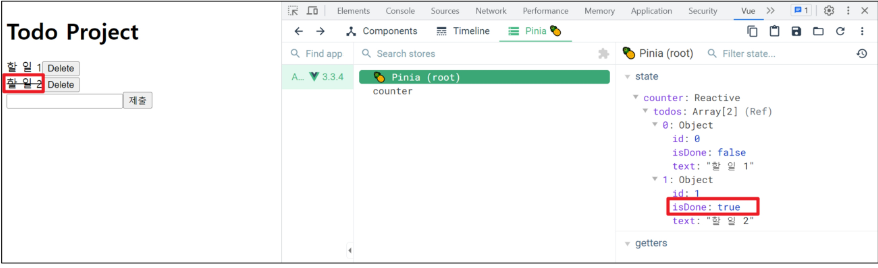 Todo Project
할 일 1 Delete
할 일 2 Delete
제출
Elements Console Sources Network Performance Memory Application Security Vue 1
Components Timeline Pinia
Find app
A.. 3.3.4
Search stores
Pinia (root)
counter
Pinia (root) Filter state...
state
counter: Reactive
todos: Array[2] (Ref)
0: Object
id: 0
isDone: false
text: "할 일 1"
1: Object
id: 1
isDone: true
text: "할 일 2"
getters